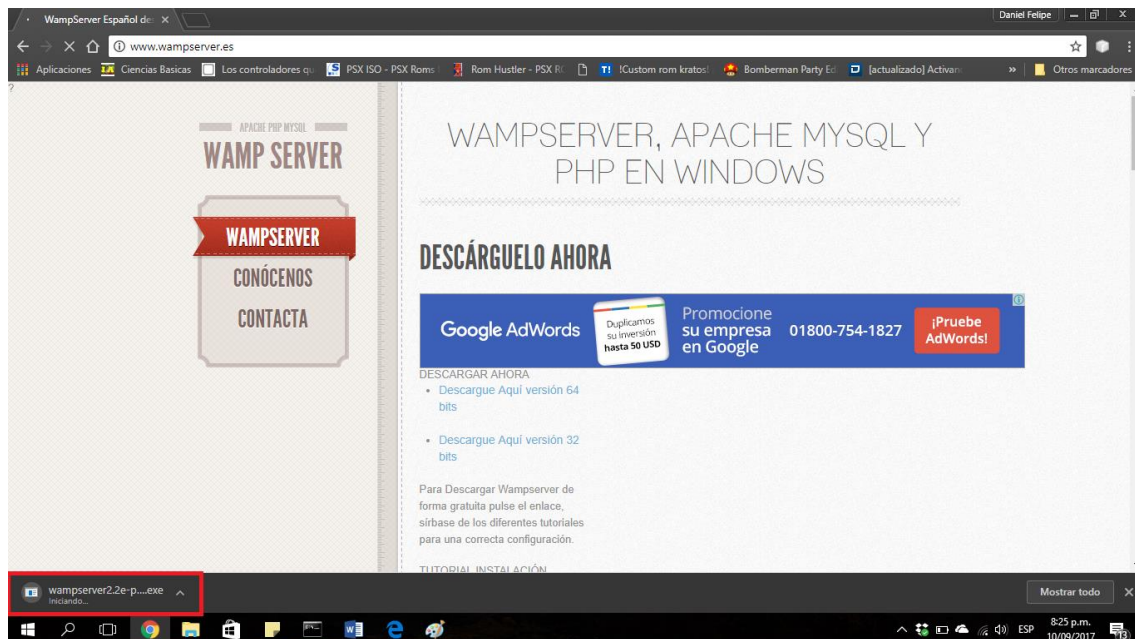 WampServer Español de
Daniel Felipe
www.wampserver.es
Aplicaciones
Ciencias Basicas
Los controladores qu
PSX ISO - PSX Roms
Rom Hustler - PSX R
T!
!Custom rom kratos!
Bomberman Party Ed
[actualizado] Activan
»
Otros marcadores
?
APACHE PHP MYSQL
WAMP SERVER
WAMPSERVER
CONÓCENOS
CONTACTA
WAMPSERVER, APACHE MYSQL Y
PHP EN WINDOWS
DESCÁRGUELO AHORA
Google AdWords
Duplicamos
su inversión
hasta 50 USD
Promocione
su empresa
en Google
01800-754-1827
¡Pruebe
AdWords!
DESCARGAR AHORA
• Descargue Aquí versión 64
bits
• Descargue Aquí versión 32
bits
Para Descargar Wampserver de
forma gratuita pulse el enlace,
sírbase de los diferentes tutoriales
para una correcta configuración.
TUTORIAL INSTALACIÓN
wampserver2.2e-p....exe
Iniciando...
Mostrar todo
ESP
8:25 p.m.
10/09/2017